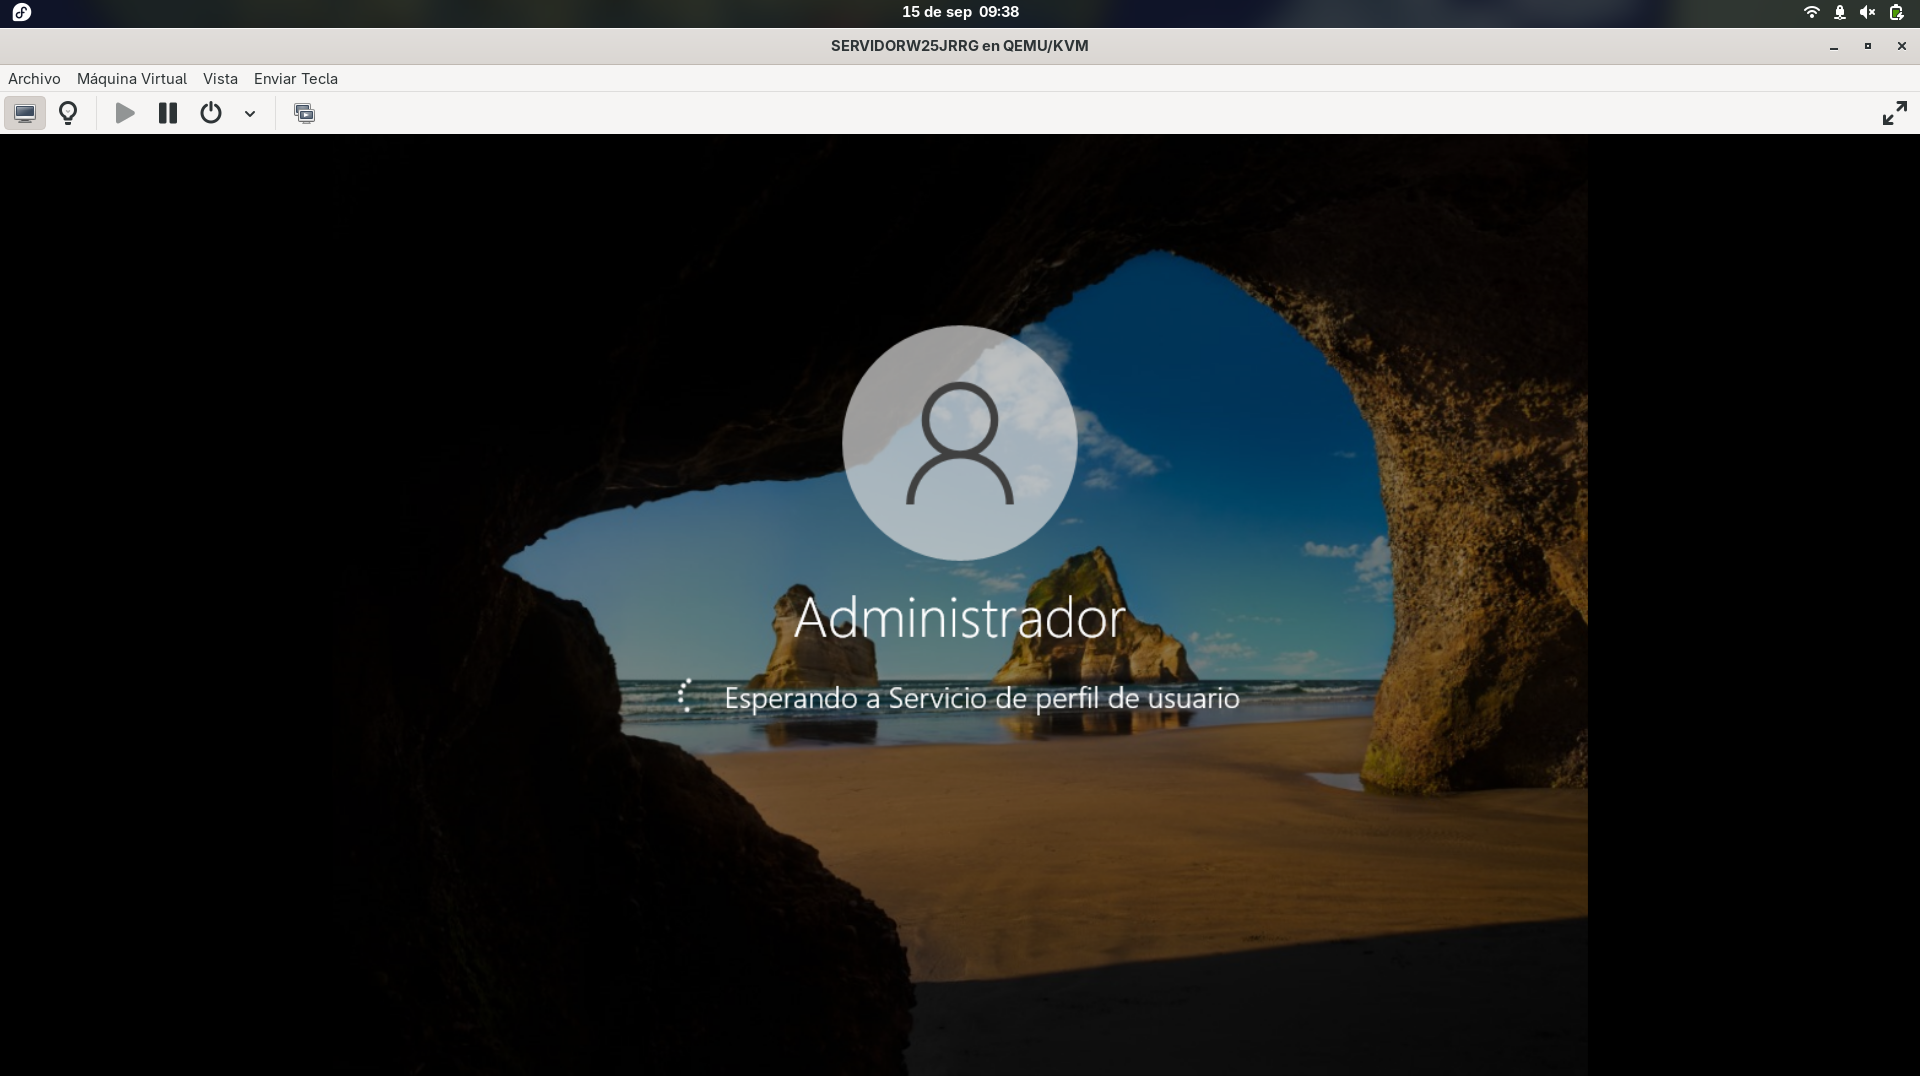 15 de sep 09:38
SERVIDORW25JRRG en QEMU/KVM
Archivo Máquina Virtual Vista Enviar Tecla
Administrador
Esperando a Servicio de perfil de usuario